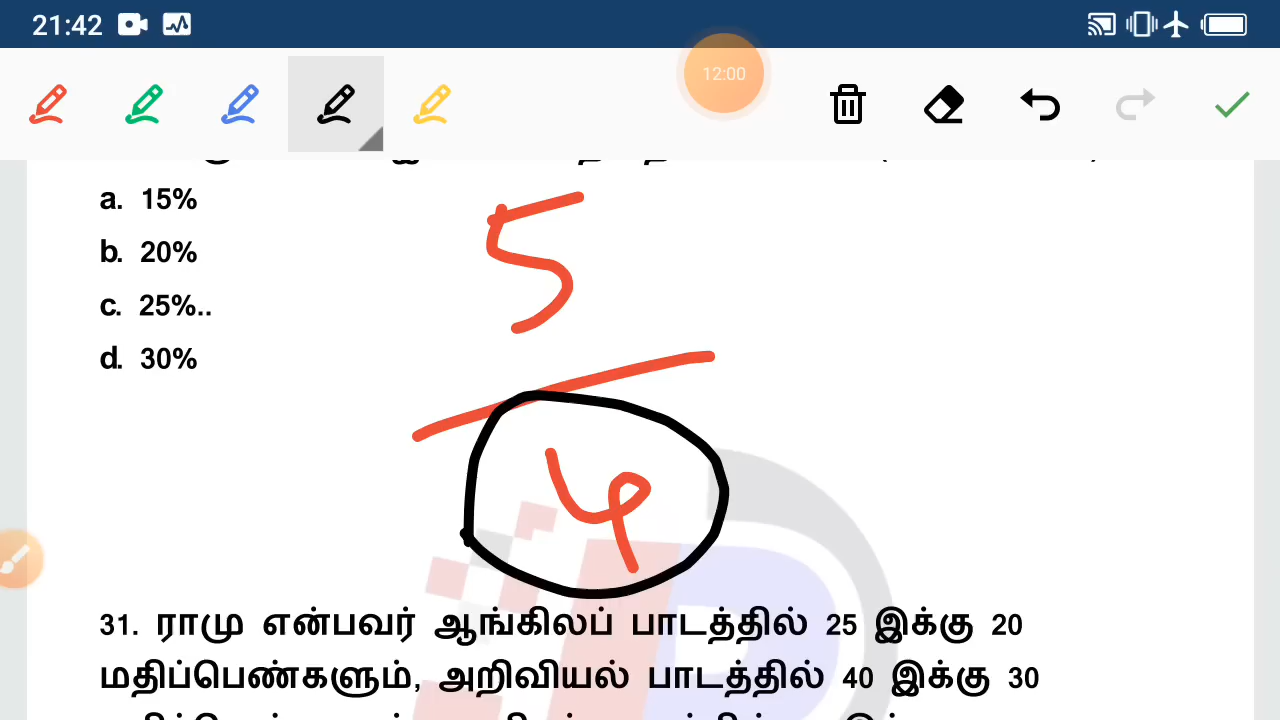 21:42
12:00
a. 15%
b. 20%
c. 25%..
d. 30%
5
4
31. ராமு என்பவர் ஆங்கிலப் பாடத்தில் 25 இக்கு 20
மதிப்பெண்களும், அறிவியல் பாடத்தில் 40 இக்கு 30